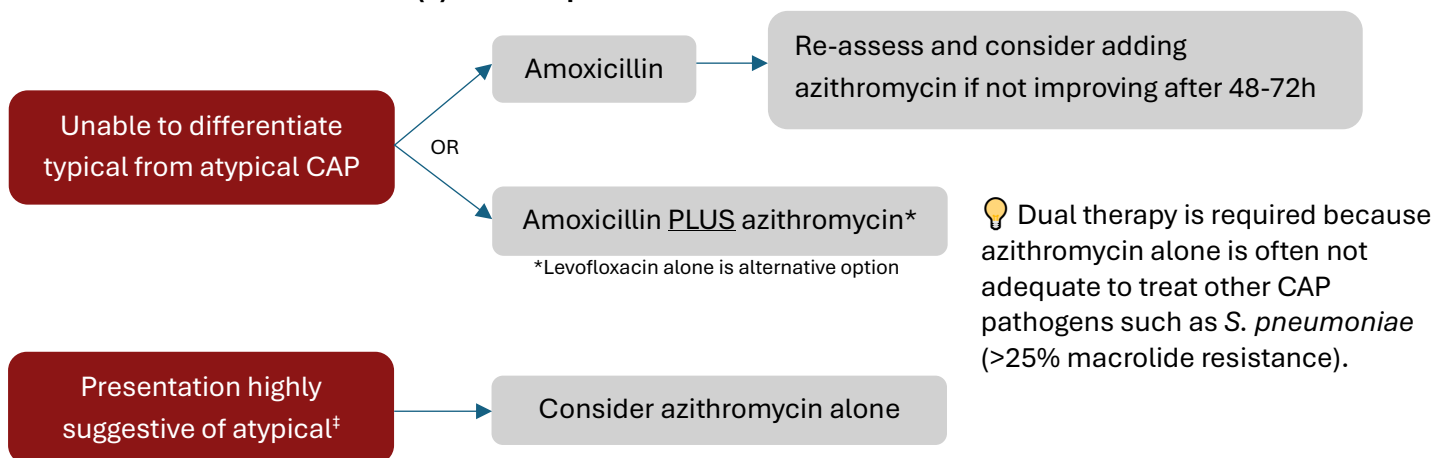 Amoxicillin
Re-assess and consider adding
azithromycin if not improving after 48-72h
Unable to differentiate
typical from atypical CAP
OR
Amoxicillin PLUS azithromycin*
*Levofloxacin alone is alternative option
Dual therapy is required because
azithromycin alone is often not
adequate to treat other CAP
pathogens such as S. pneumoniae
(>25% macrolide resistance).
Presentation highly
suggestive of atypical‡
Consider azithromycin alone